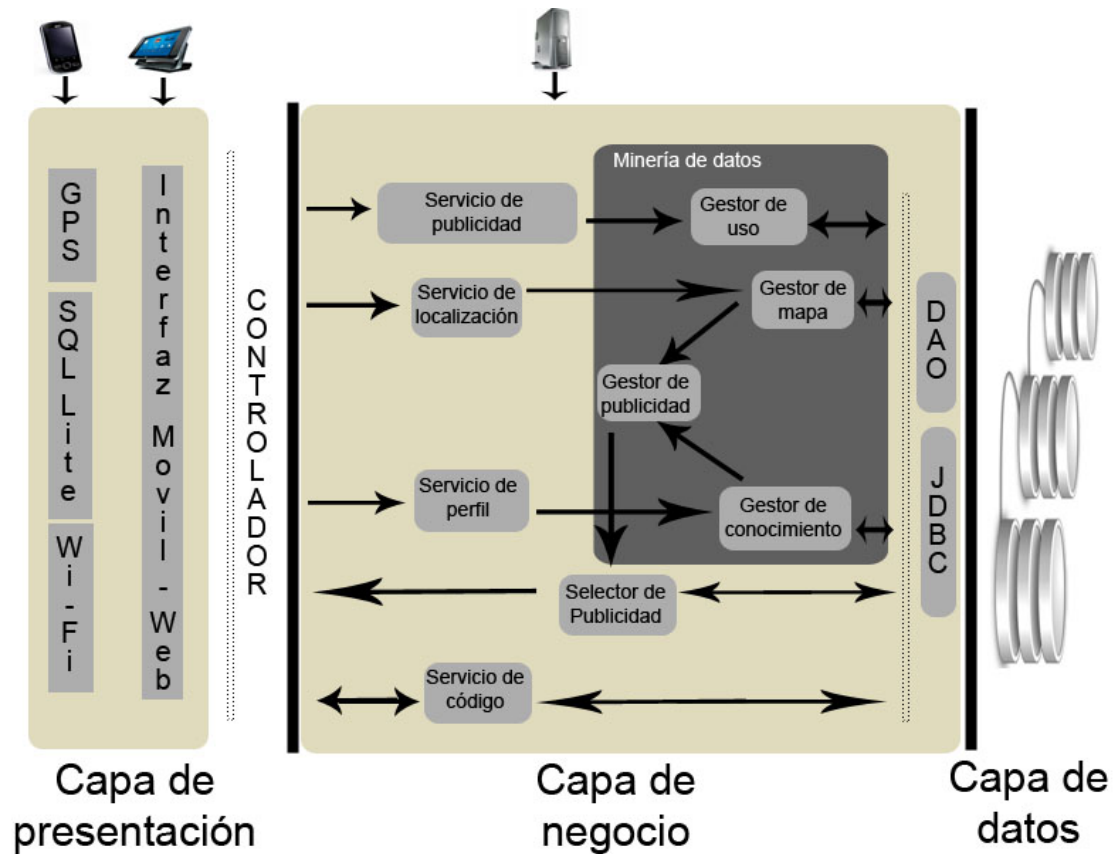 GPS
SQL Lite
Wi-Fi
Interfaz Movil-Web
CONTROLADOR
Minería de datos
Servicio de
publicidad
Gestor de
uso
Servicio de
localización
Gestor de
mapa
Gestor de
publicidad
Servicio de
perfil
Gestor de
conocimiento
Selector de
Publicidad
Servicio de
código
DAO
JDBC
Capa de
presentación
Capa de
negocio
Capa de
datos